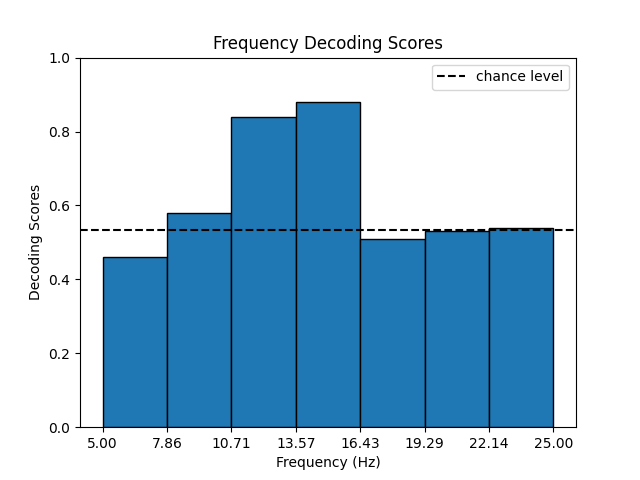 Frequency Decoding Scores
chance level
Decoding Scores
1.0
0.8
0.6
0.4
0.2
0.0
5.00 7.86 10.71 13.57 16.43 19.29 22.14 25.00
Frequency (Hz)